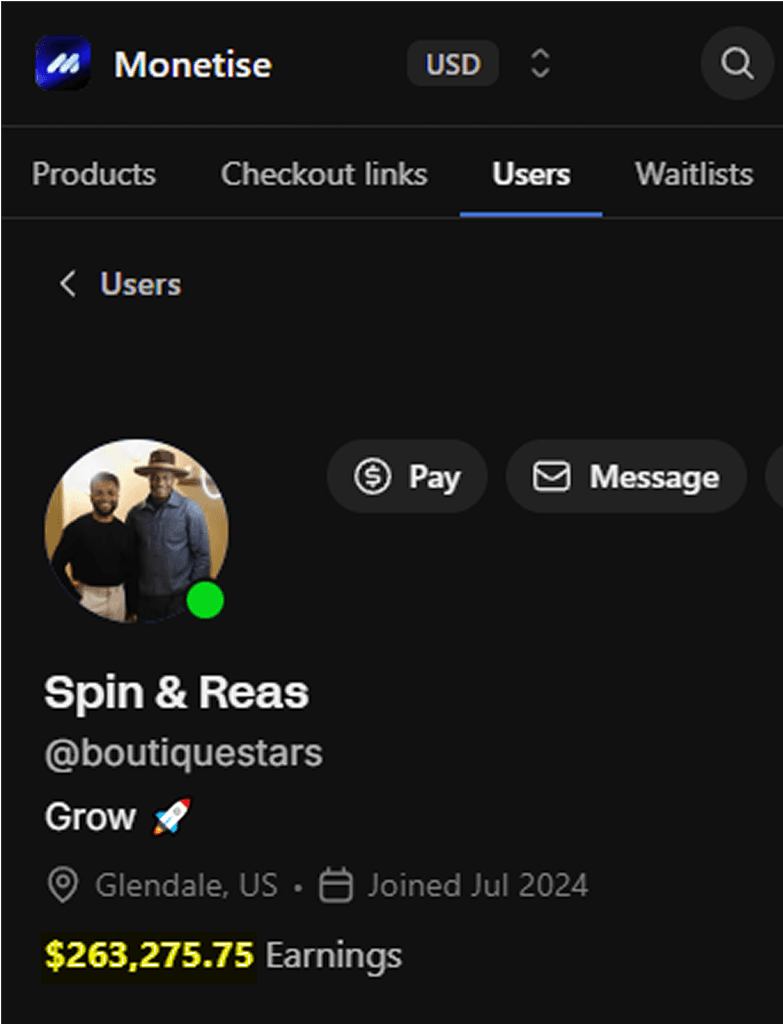 Monetise USD
Products Checkout links Users Waitlists
Users
Pay Message
Spin & Reas
@boutiquestars
Grow 🚀
Glendale, US • Joined Jul 2024
$263,275.75 Earnings